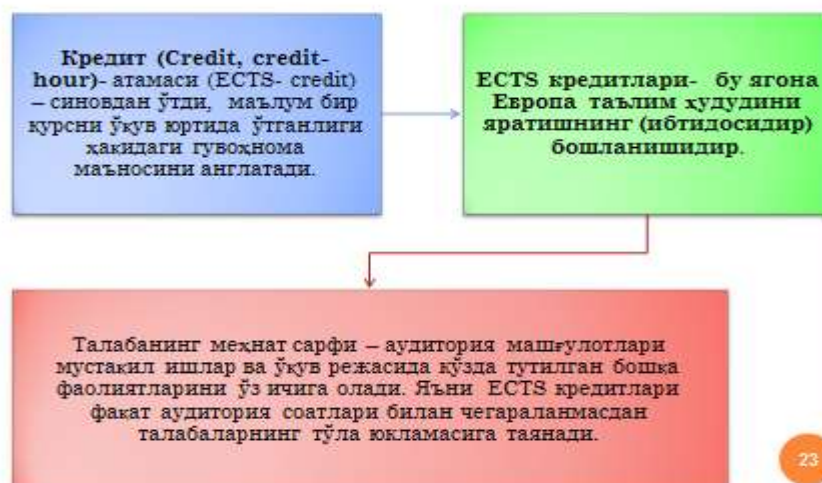 Кредит (Credit, credit-
hour)- атамаси (ECTS- credit)
– синовдан ўтди, маълум бир
курсни ўқув юртида ўтганлиги
ҳақидаги гувоҳнома
маъносини англатади.
ECTS кредитлари- бу ягона
Европа таълим ҳудудини
яратишнинг (ибтидосидир)
бошланишидир.
Талабанинг меҳнат сарфи – аудитория машғулотлари
мустақил ишлар ва ўқув режасида кўзда тутилган бошқа
фаолиятларини ўз ичига олади. Яъни ECTS кредитлари
фақат аудитория соатлари билан чегараланмасдан
талабаларнинг тўла юкламасига таянади.
23